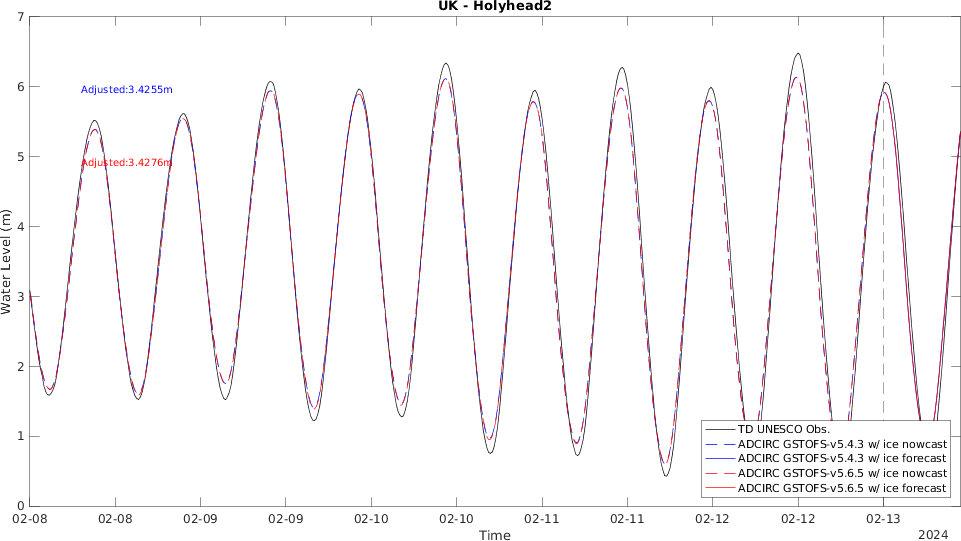 UK - Holyhead2
7
6
5
4
3
2
1
0
Water Level (m)
Adjusted:3.4255m
Adjusted:3.4276m
TD UNESCO Obs.
ADCIRC GSTOFS-v5.4.3 w/ ice nowcast
ADCIRC GSTOFS-v5.4.3 w/ ice forecast
ADCIRC GSTOFS-v5.6.5 w/ ice nowcast
ADCIRC GSTOFS-v5.6.5 w/ ice forecast
02-08 02-08 02-09 02-09 02-10 02-10 02-11 02-11 02-12 02-12 02-13
Time
2024